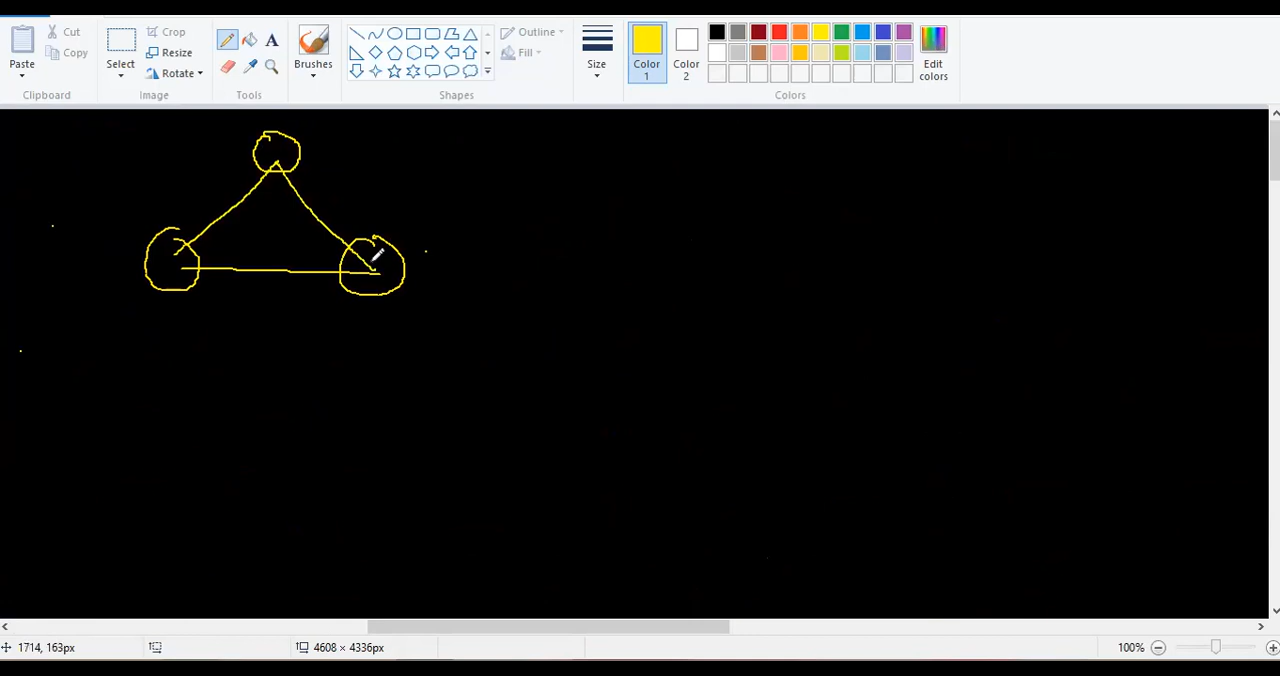 Paste
Cut
Copy
Clipboard
Select
Crop
Resize
Rotate
Image
A
Tools
Brushes
Outline
Fill
Shapes
Size
Color
1
Color
2
Edit
colors
Colors
1714, 163px
4608 × 4336px
100%